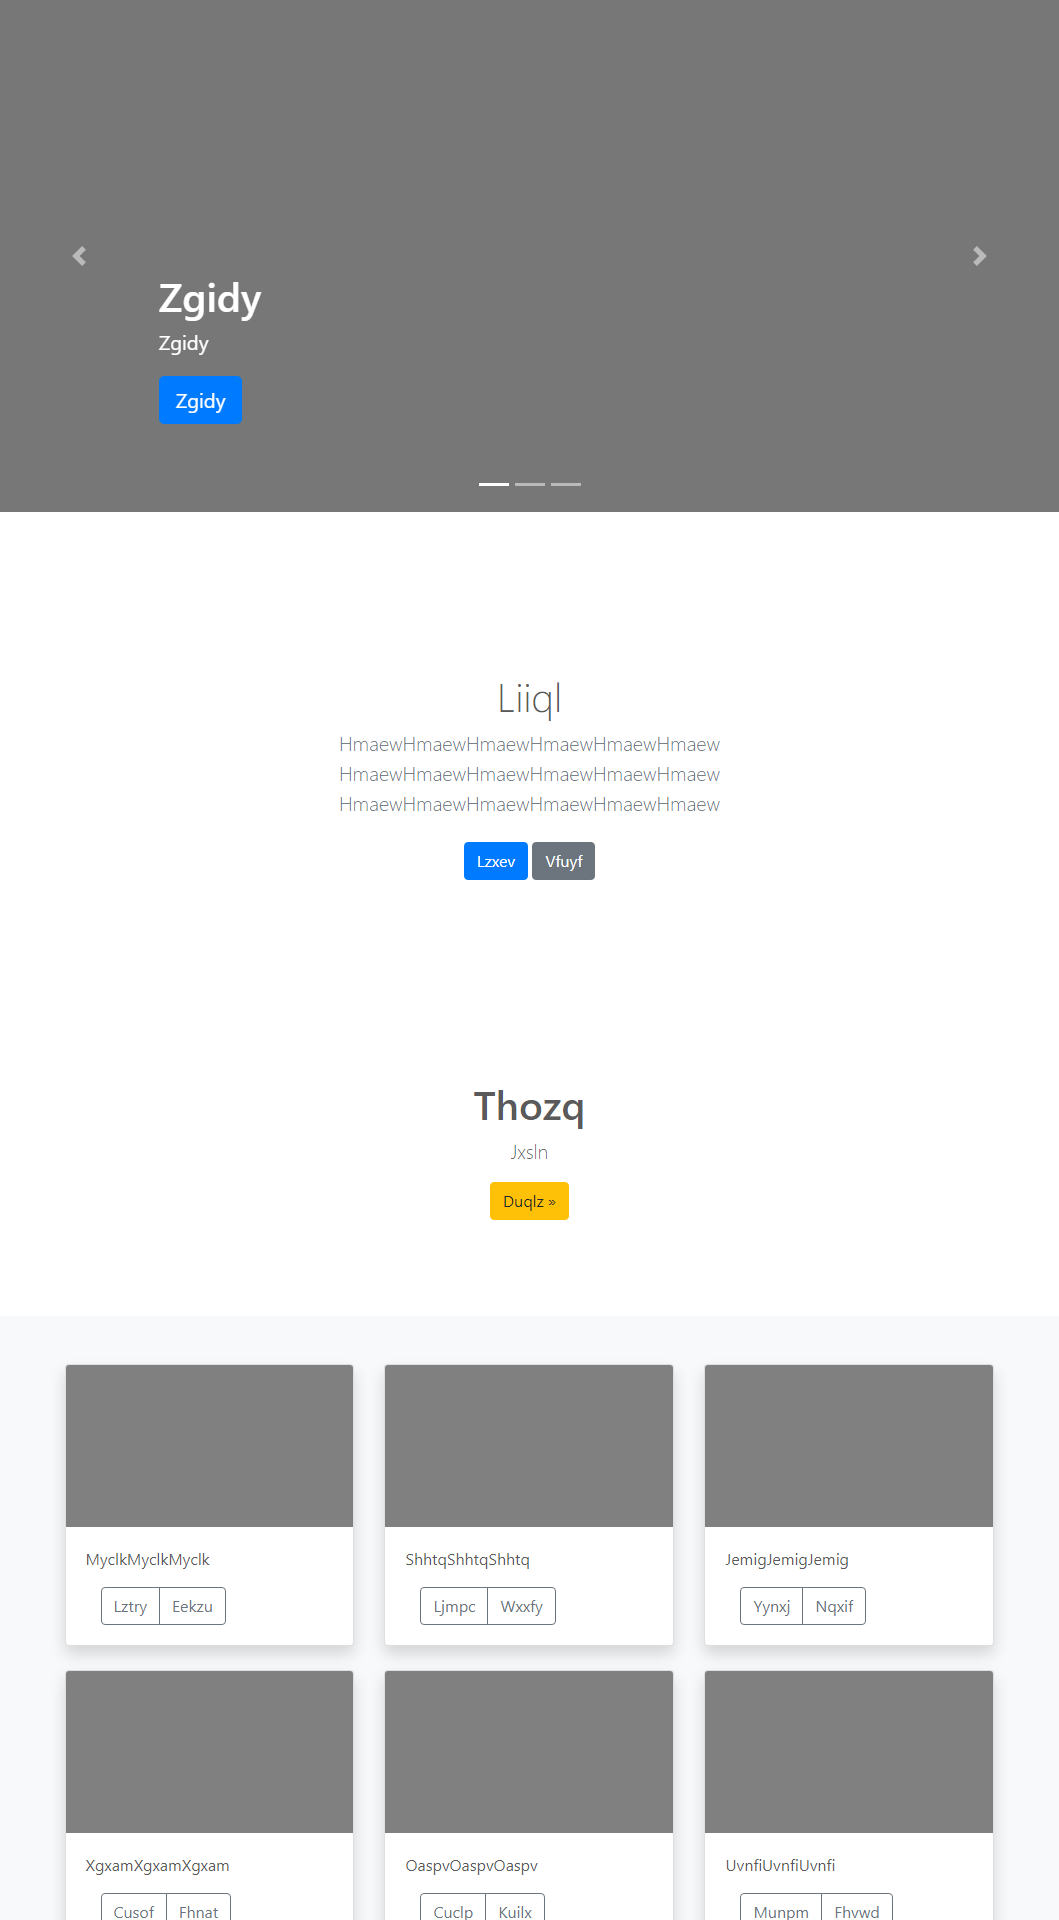 Zgidy
Zgidy
Zgidy
Liiql
HmaewHmaewHmaewHmaewHmaewHmaew
HmaewHmaewHmaewHmaewHmaewHmaew
HmaewHmaewHmaewHmaewHmaewHmaew
Lzxev Vfuyf
Thozq
Jxsln
Duqlz »
MyclkMyclkMyclk
Lztry Eekzu
ShhtqShhtqShhtq
Ljmpc Wxxfy
JemigJemigJemig
Yynxj Nqxif
XgxamXgxamXgxam
Cusof Fhnat
OaspvOaspvOaspv
Cuclp Kuilx
UvnfiUvnfiUvnfi
Munpm Fhvwd